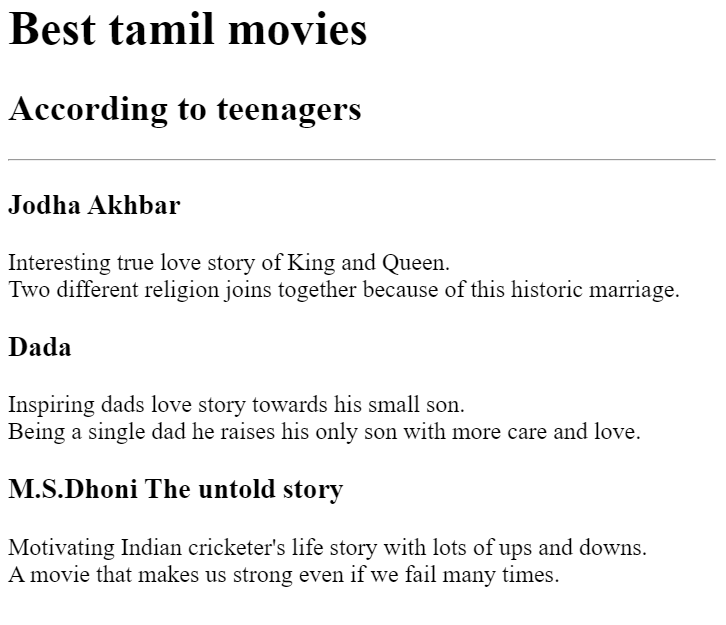 Best tamil movies
According to teenagers
Jodha Akhbar
Interesting true love story of King and Queen.
Two different religion joins together because of this historic marriage.
Dada
Inspiring dads love story towards his small son.
Being a single dad he raises his only son with more care and love.
M.S.Dhoni The untold story
Motivating Indian cricketer's life story with lots of ups and downs.
A movie that makes us strong even if we fail many times.